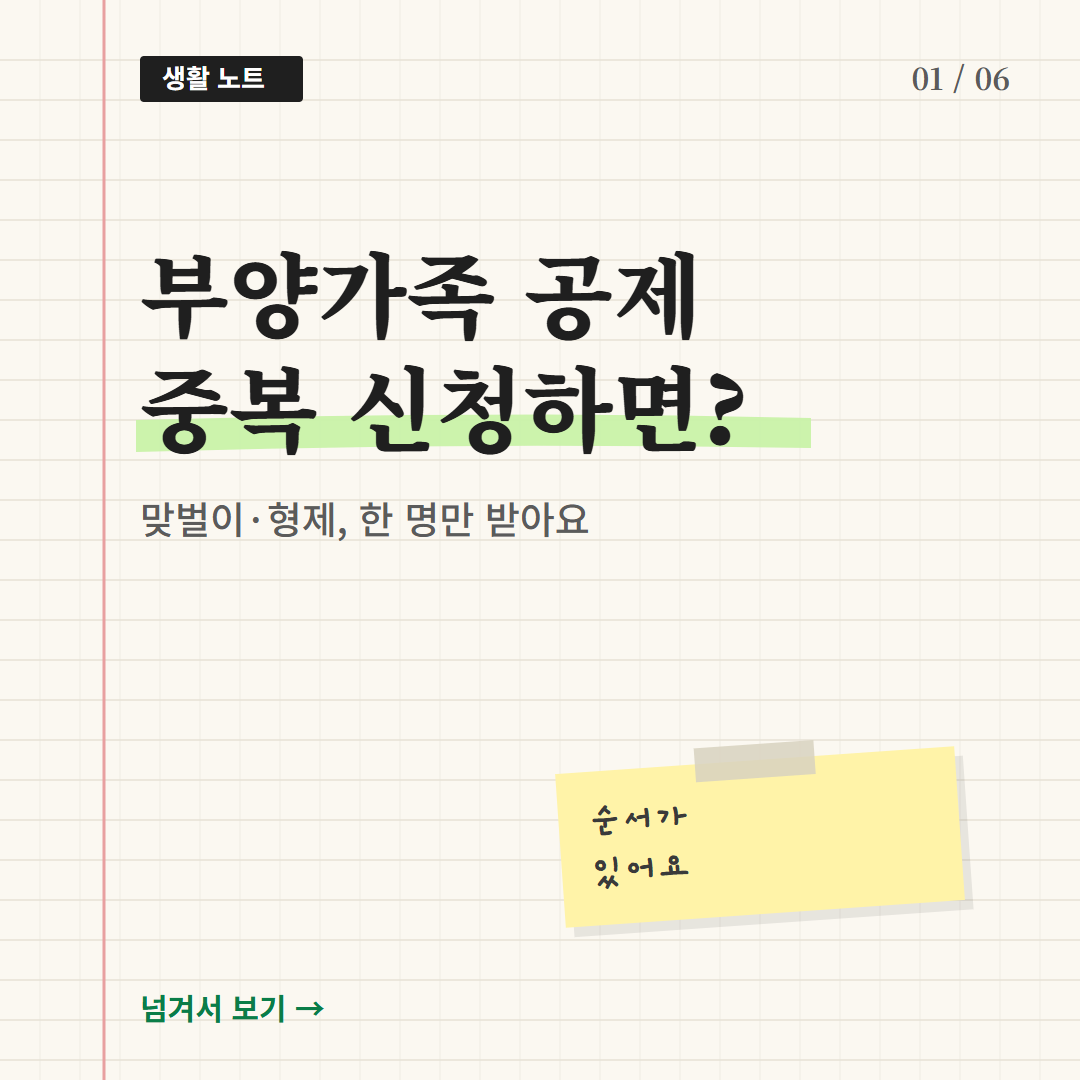 생활 노트
01 / 06
부양가족 공제
중복 신청하면?
맞벌이·형제, 한 명만 받아요
순서가
있어요
넘겨서 보기 →